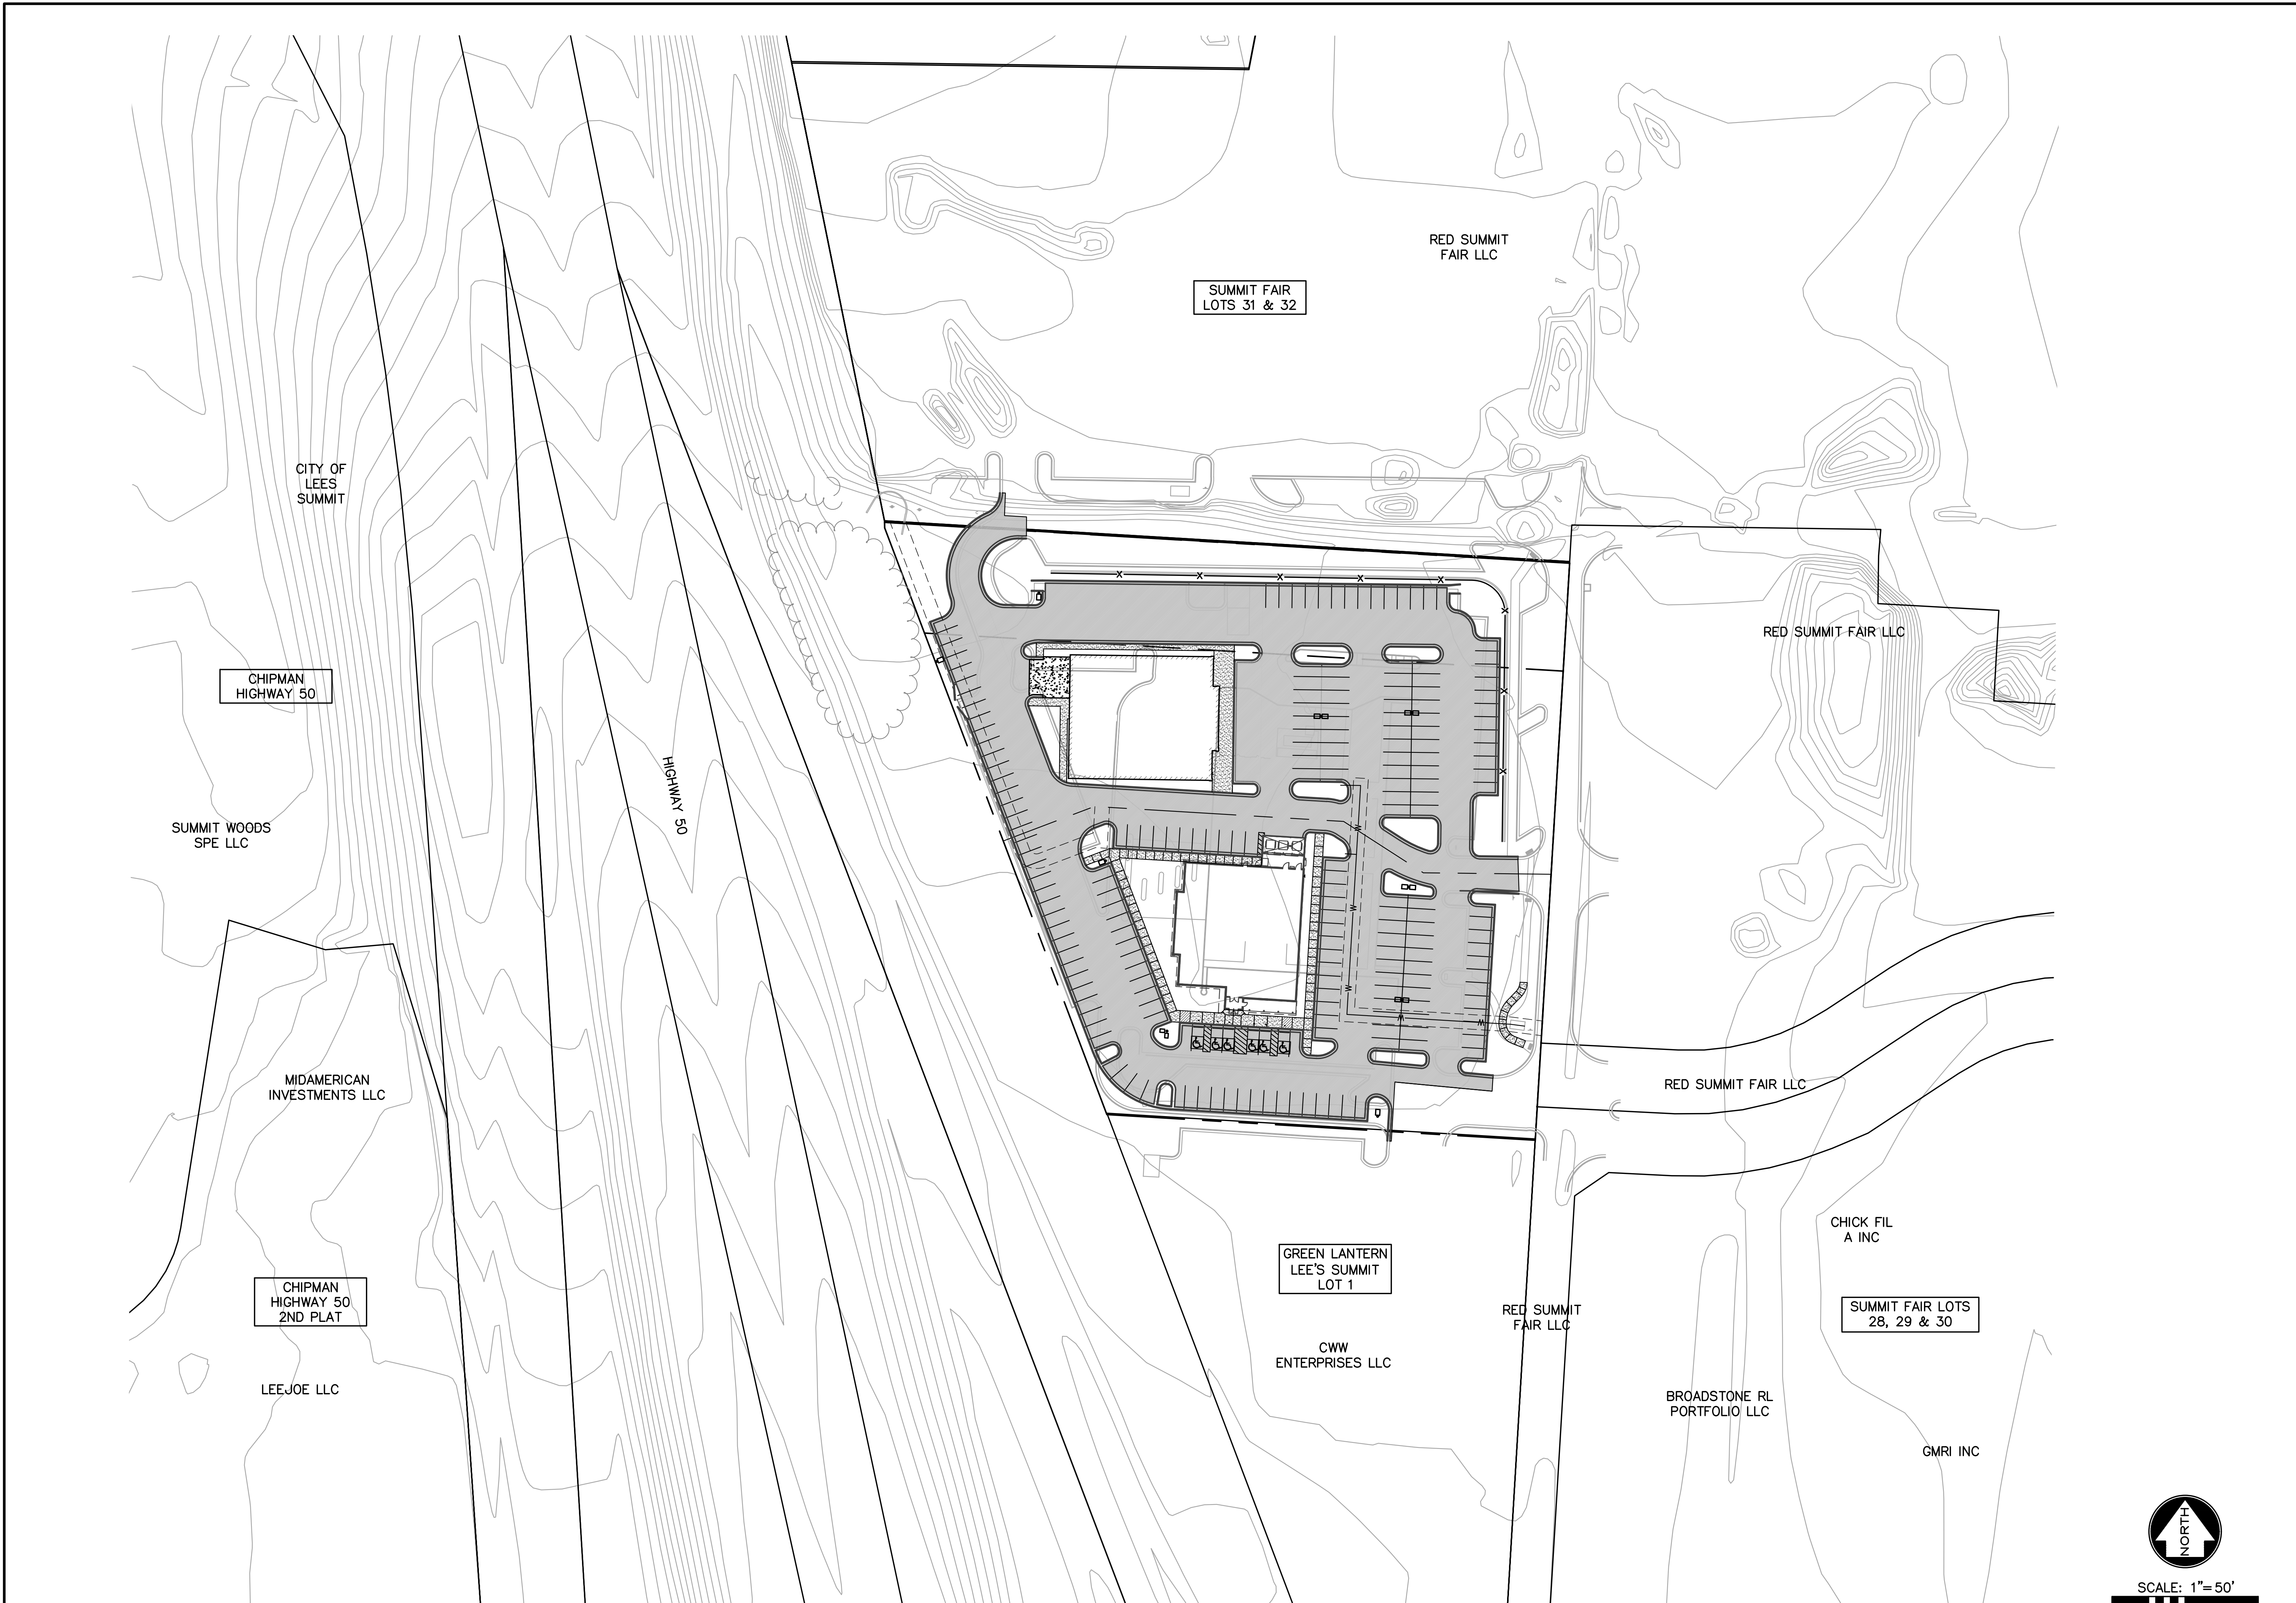 RED SUMMIT
FAIR LLC
SUMMIT FAIR
LOTS 31 & 32
CITY OF
LEES
SUMMIT
RED SUMMIT FAIR LLC
CHIPMAN
HIGHWAY 50
HIGHWAY 50
SUMMIT WOODS
SPE LLC
MIDAMERICAN
INVESTMENTS LLC
RED SUMMIT FAIR LLC
CHICK FIL
A INC
GREEN LANTERN
LEE'S SUMMIT
LOT 1
CHIPMAN
HIGHWAY 50
2ND PLAT
RED SUMMIT
FAIR LLC
SUMMIT FAIR LOTS
28, 29 & 30
CWW
ENTERPRISES LLC
LEEJOE LLC
BROADSTONE RL
PORTFOLIO LLC
GMRI INC
NORTH
SCALE: 1"=50'
X
X
X
X
X
X
X
X
W
W
W
W
W